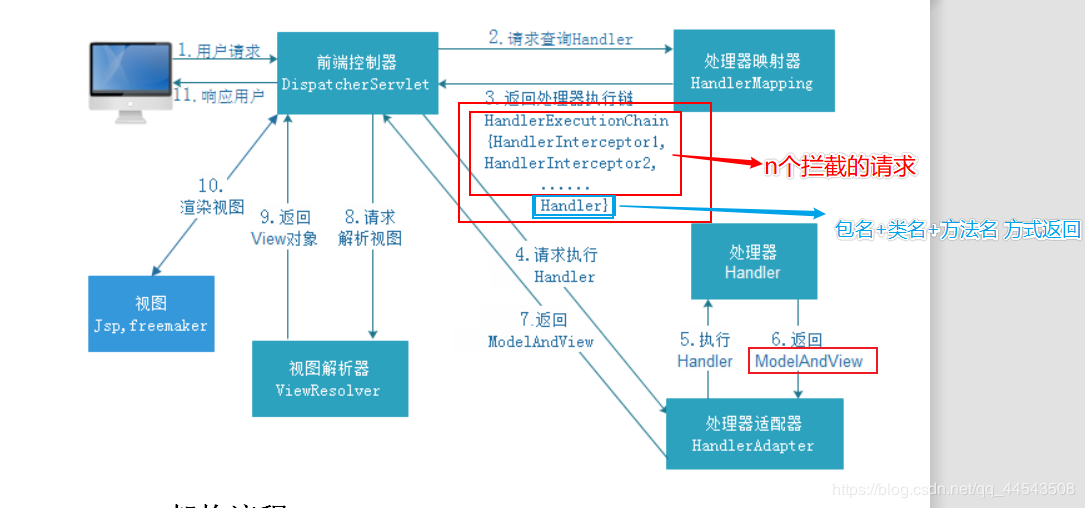 1.用户请求
11.响应用户
前端控制器
DispatcherServlet
2.请求查询Handler
处理器映射器
HandlerMapping
3.返回处理器执行链
HandlerExecutionChain
{HandlerInterceptor1,
HandlerInterceptor2,
......
Handler}
n个拦截的请求
包名+类名+方法名 方式返回
10.
渲染视图
9.返回
View对象
8.请求
解析视图
4.请求执行
Handler
处理器
Handler
视图
Jsp,freemaker
7.返回
ModelAndView
5.执行
Handler
6.返回
ModelAndView
视图解析器
ViewResolver
处理器适配器
HandlerAdapter
https://blog.csdn.net/qq_44543508